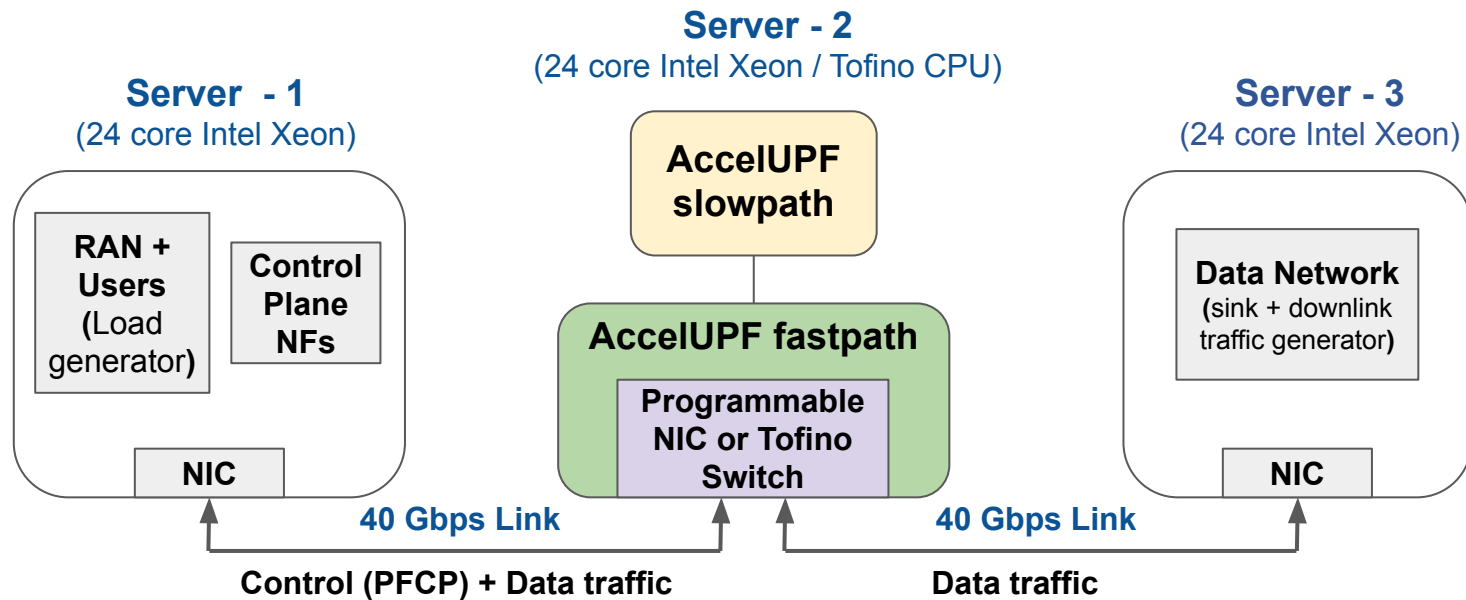 Server - 2
(24 core Intel Xeon / Tofino CPU)
Server - 1
(24 core Intel Xeon)
Server - 3
(24 core Intel Xeon)
AccelUPF
slowpath
RAN +
Users
(Load
generator)
Control
Plane
NFs
Data Network
(sink + downlink
traffic generator)
AccelUPF fastpath
Programmable
NIC or Tofino
Switch
NIC
NIC
40 Gbps Link
40 Gbps Link
Control (PFCP) + Data traffic
Data traffic